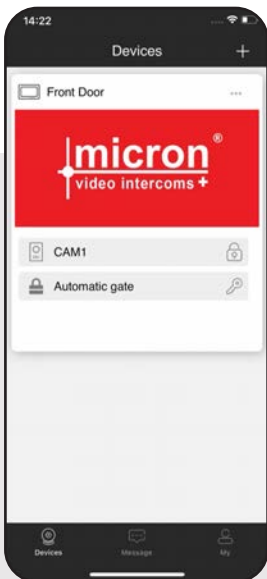 14:22
Devices
Front Door
micron®
video intercoms+
CAM1
Automatic gate
Devices
Message
My